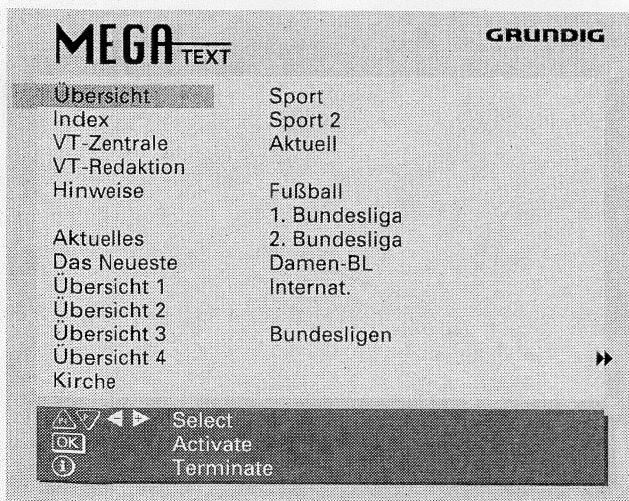 MEGA TEXT
GRUNDIG
Übersicht
Index
VT-Zentrale
VT-Redaktion
Hinweise
Aktuelles
Das Neueste
Übersicht 1
Übersicht 2
Übersicht 3
Übersicht 4
Kirche
Sport
Sport 2
Aktuell
Fußball
1. Bundesliga
2. Bundesliga
Damen-BL
Internat.
Bundesligen
Select
OK Activate
i Terminate